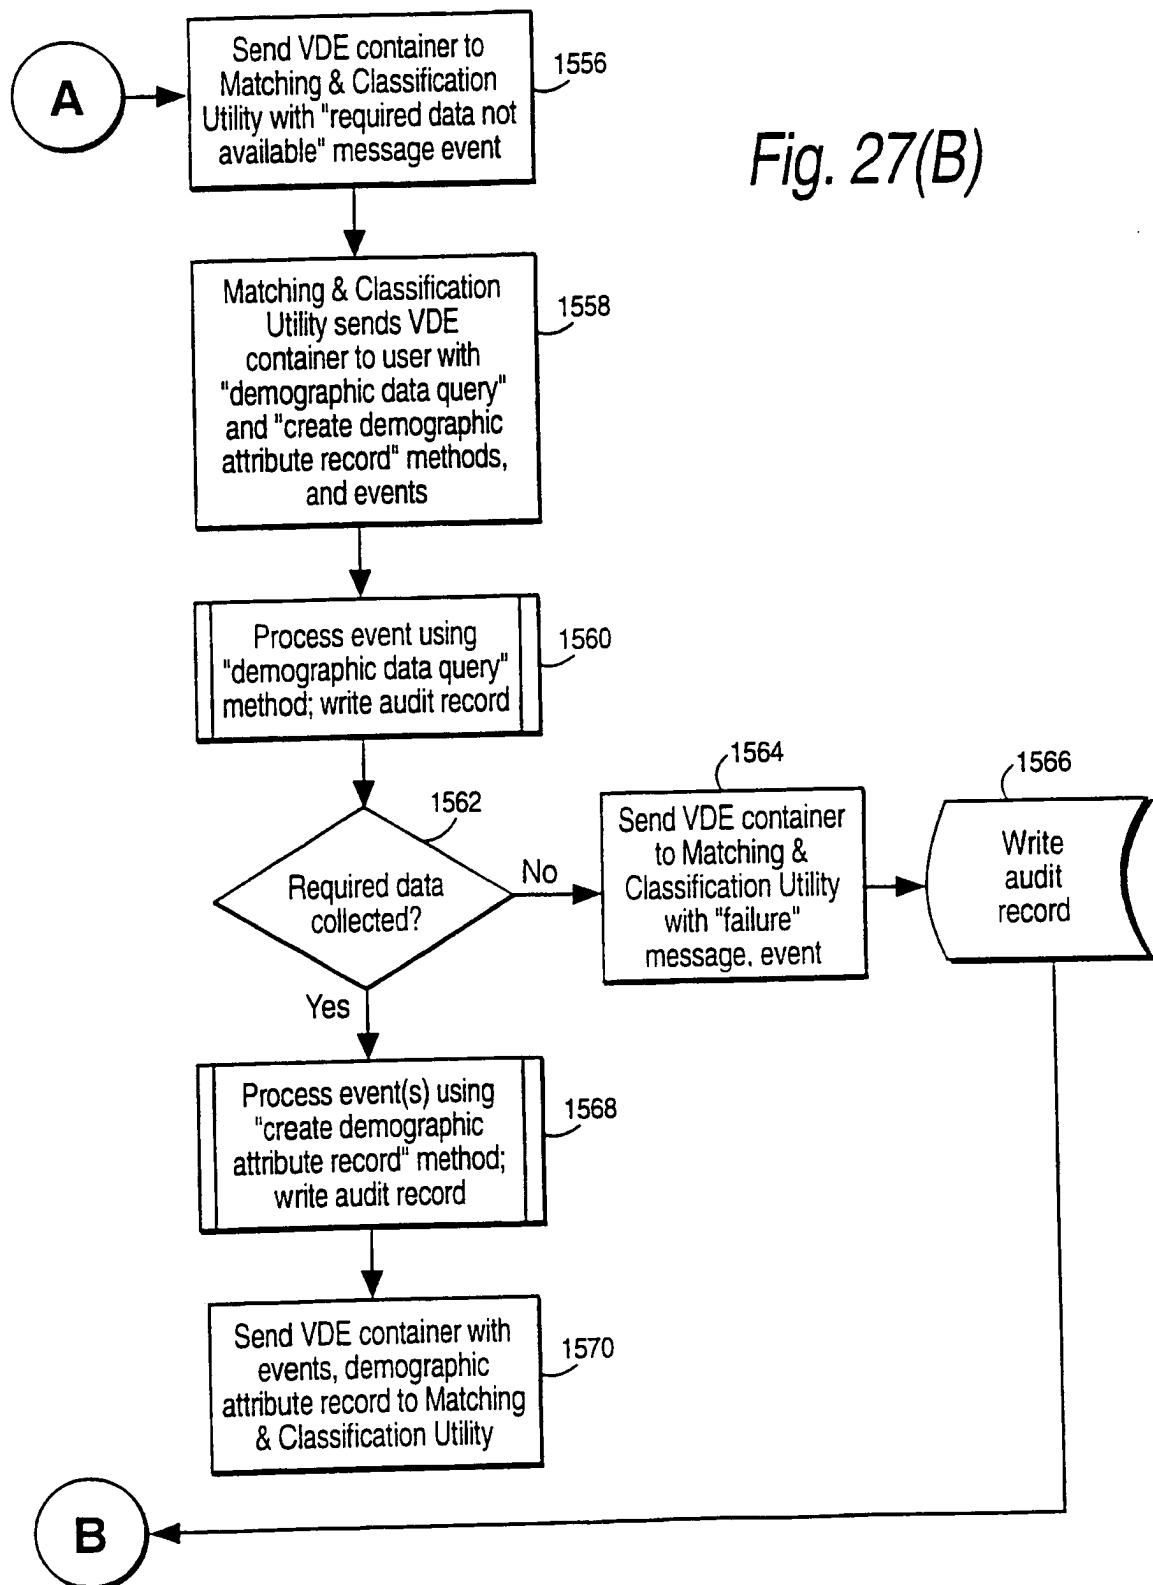 A
Send VDE container to
Matching & Classification
Utility with "required data not
available" message event
1556
Fig. 27(B)
Matching & Classification
Utility sends VDE
container to user with
"demographic data query"
and "create demographic
attribute record" methods,
and events
1558
Process event using
"demographic data query"
method; write audit record
1560
1562
Required data
collected?
No
Yes
1564
Send VDE container
to Matching &
Classification Utility
with "failure"
message. event
1566
Write
audit
record
Process event(s) using
"create demographic
attribute record" method;
write audit record
1568
Send VDE container with
events, demographic
attribute record to Matching
& Classification Utility
1570
B